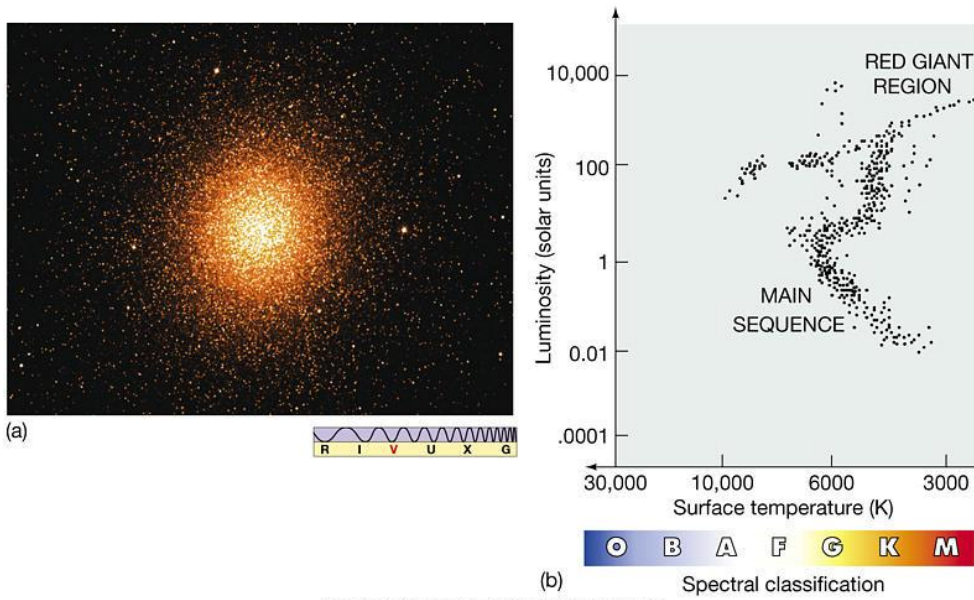 (a)
R I V U X G
RED GIANT
REGION
10,000
100
1
0.01
.0001
Luminosity (solar units)
MAIN
SEQUENCE
30,000 10,000 6000 3000
Surface temperature (K)
O B A F G K M
(b)
Spectral classification